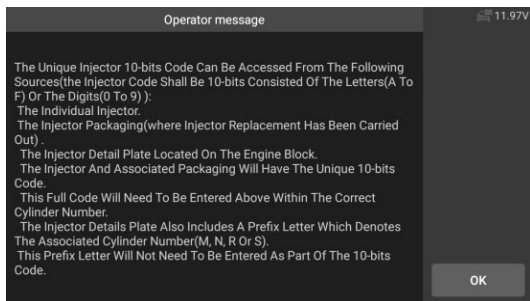 Operator message
11.97V
The Unique Injector 10-bits Code Can Be Accessed From The Following
Sources(the Injector Code Shall Be 10-bits Consisted Of The Letters(A To
F) Or The Digits(0 To 9) ):
The Individual Injector.
The Injector Packaging(where Injector Replacement Has Been Carried
Out) .
The Injector Detail Plate Located On The Engine Block.
The Injector And Associated Packaging Will Have The Unique 10-bits
Code.
This Full Code Will Need To Be Entered Above Within The Correct
Cylinder Number.
The Injector Details Plate Also Includes A Prefix Letter Which Denotes
The Associated Cylinder Number(M, N, R Or S).
This Prefix Letter Will Not Need To Be Entered As Part Of The 10-bits
Code.
OK